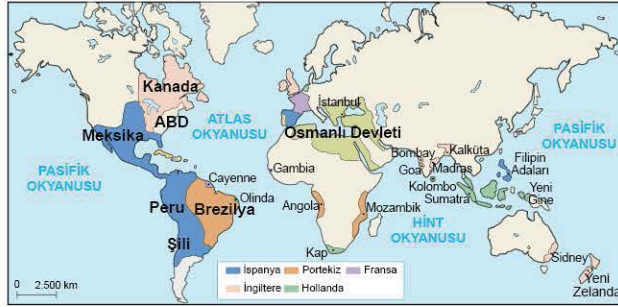 Kanada
ABD
ATLAS
OKYANUSU
İstanbul
Osmanlı Devleti
Meksika
PASİFİK
OKYANUSU
PASİFİK
OKYANUSU
Bombay
Kalküta
Goa
Madras
Filipin
Adaları
Gambia
Cayenne
Kolombo
Sumatra
Yeni
Gine
Olinda
Peru
Brezilya
Angola
Mozambik
HİNT
OKYANUSU
Şili
Kap
Sidney
Yeni
Zelanda
0 2.500 km
İspanya
Portekiz
Fransa
İngiltere
Hollanda